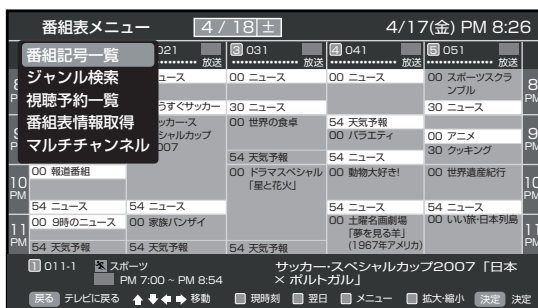 番組表メニュー 4/18 土 4/17(金) PM 8:26
番組記号一覧
ジャンル検索
視聴予約一覧
番組表情報取得
マルチチャンネル
021 3 031 4 041 5 051
放送 放送 放送 放送
8 ュース 00 ニュース 00 ニュース 00 スポーツスクランブル 8
うすぐサッカー 30 ニュース 30 ニュース
ッカー・ス 00 世界の食卓 54 天気予報
シャルカップ 00 バラエティ 00 アニメ
007 54 天気予報 54 ニュース 30 クッキング
00 報道番組 00 ドラマスペシャル 00 動物大好き! 00 世界遺産紀行
10 PM 「星と花火」 10 PM
54 ニュース 54 ニュース 54 ニュース
00 9時のニュース 00 家族バンザイ 00 土曜名画劇場 00 いい旅・日本列島
11 PM 「夢を見る羊」 11 PM
54 天気予報 54 天気予報 54 天気予報 (1967年アメリカ)
1 011-1 スポーツ サッカー・スペシャルカップ2007「日本
PM 7:00 ~ PM 8:54 × ポルトガル」
戻る テレビに戻る 移動 現時刻 翌日 メニュー 拡大・縮小 決定 決定